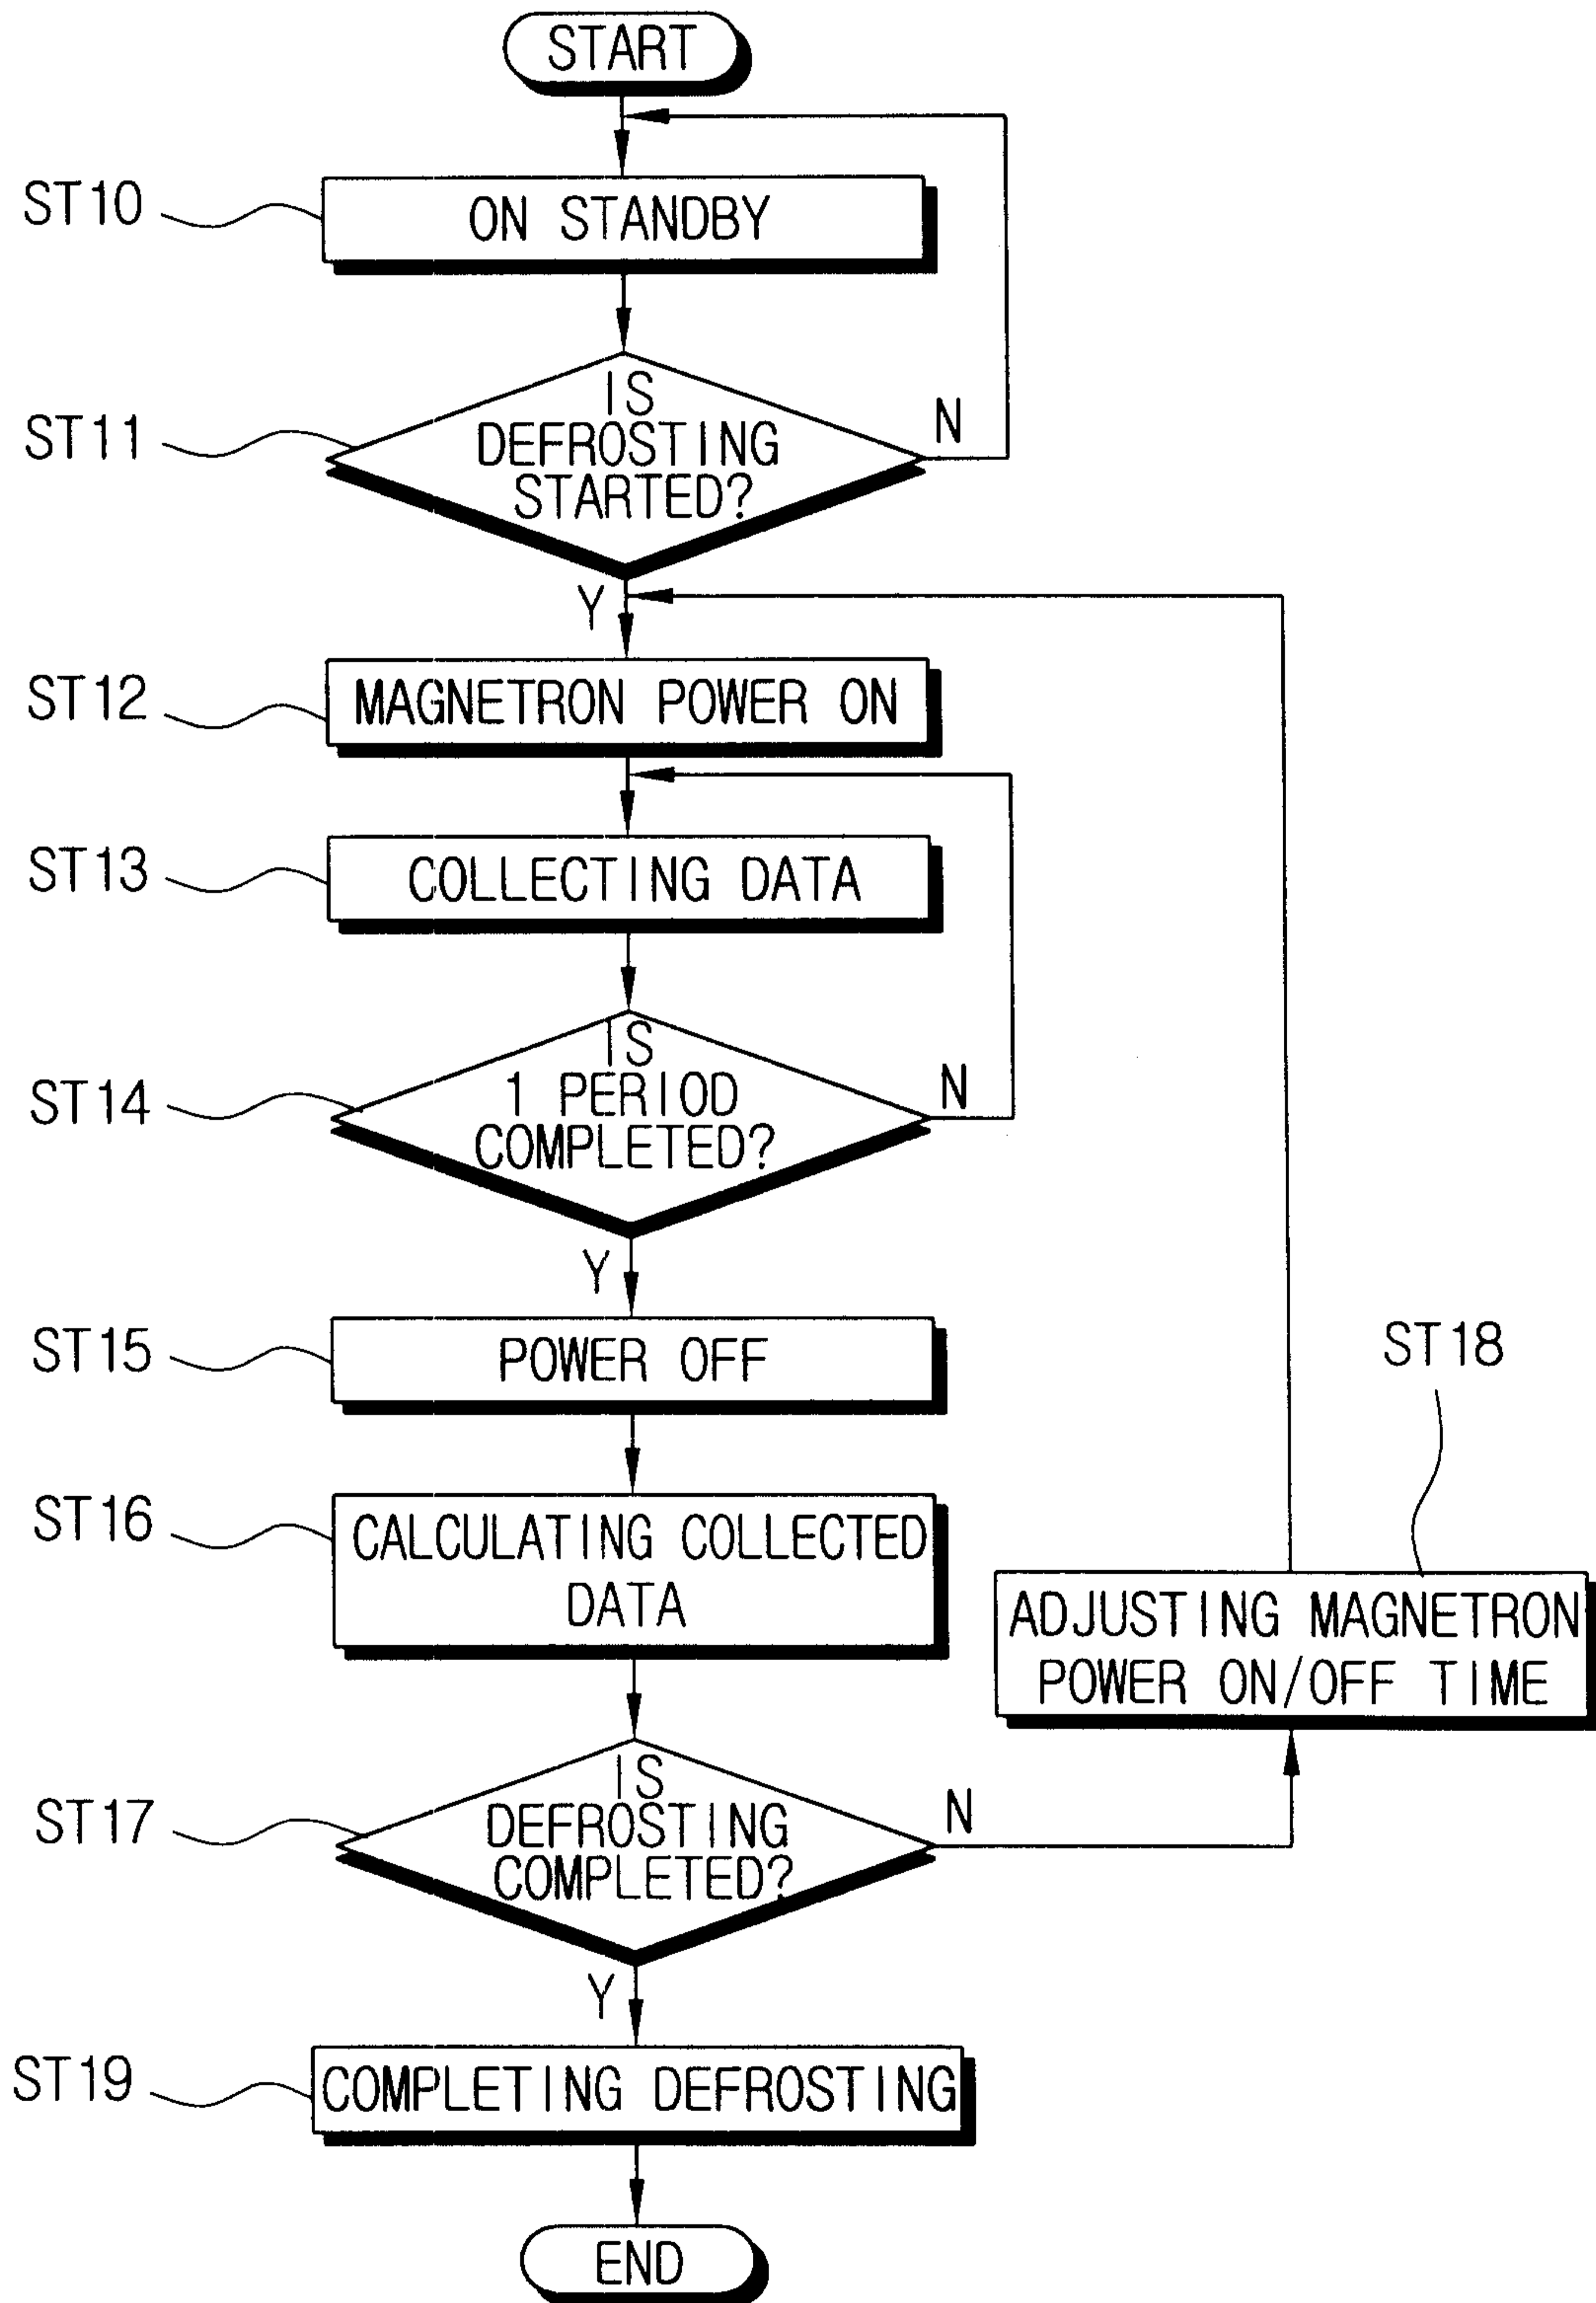 START
ST10
ON STANDBY
ST11
IS
DEFROSTING
STARTED?
N
Y
ST12
MAGNETRON POWER ON
ST13
COLLECTING DATA
ST14
IS
1 PERIOD
COMPLETED?
N
Y
ST15
POWER OFF
ST16
CALCULATING COLLECTED
DATA
ST18
ADJUSTING MAGNETRON
POWER ON/OFF TIME
ST17
IS
DEFROSTING
COMPLETED?
N
Y
ST19
COMPLETING DEFROSTING
END